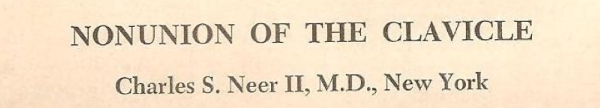 NONUNION OF THE CLAVICLE
Charles S. Neer II, M.D., New York